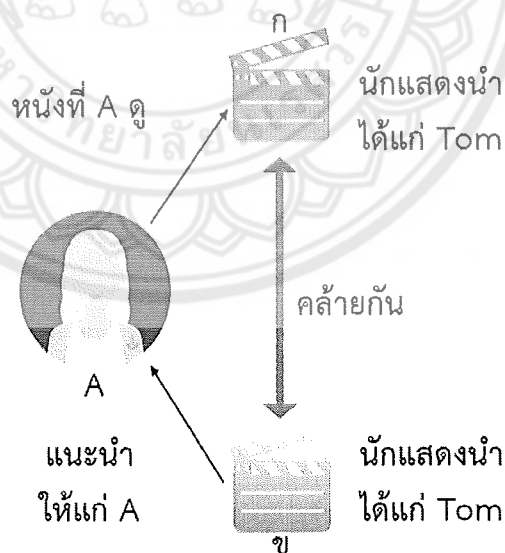 ก
หนังที่ A ดู
นักแสดงนำ
ได้แก่ Tom
คล้ายกัน
A
แนะนำ
ให้แก่ A
นักแสดงนำ
ได้แก่ Tom
ข